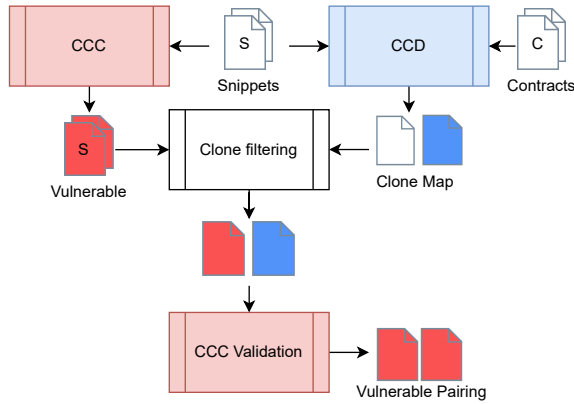 CCC
S
Snippets
CCD
C
Contracts
S
Vulnerable
Clone filtering
Clone Map
CCC Validation
Vulnerable Pairing